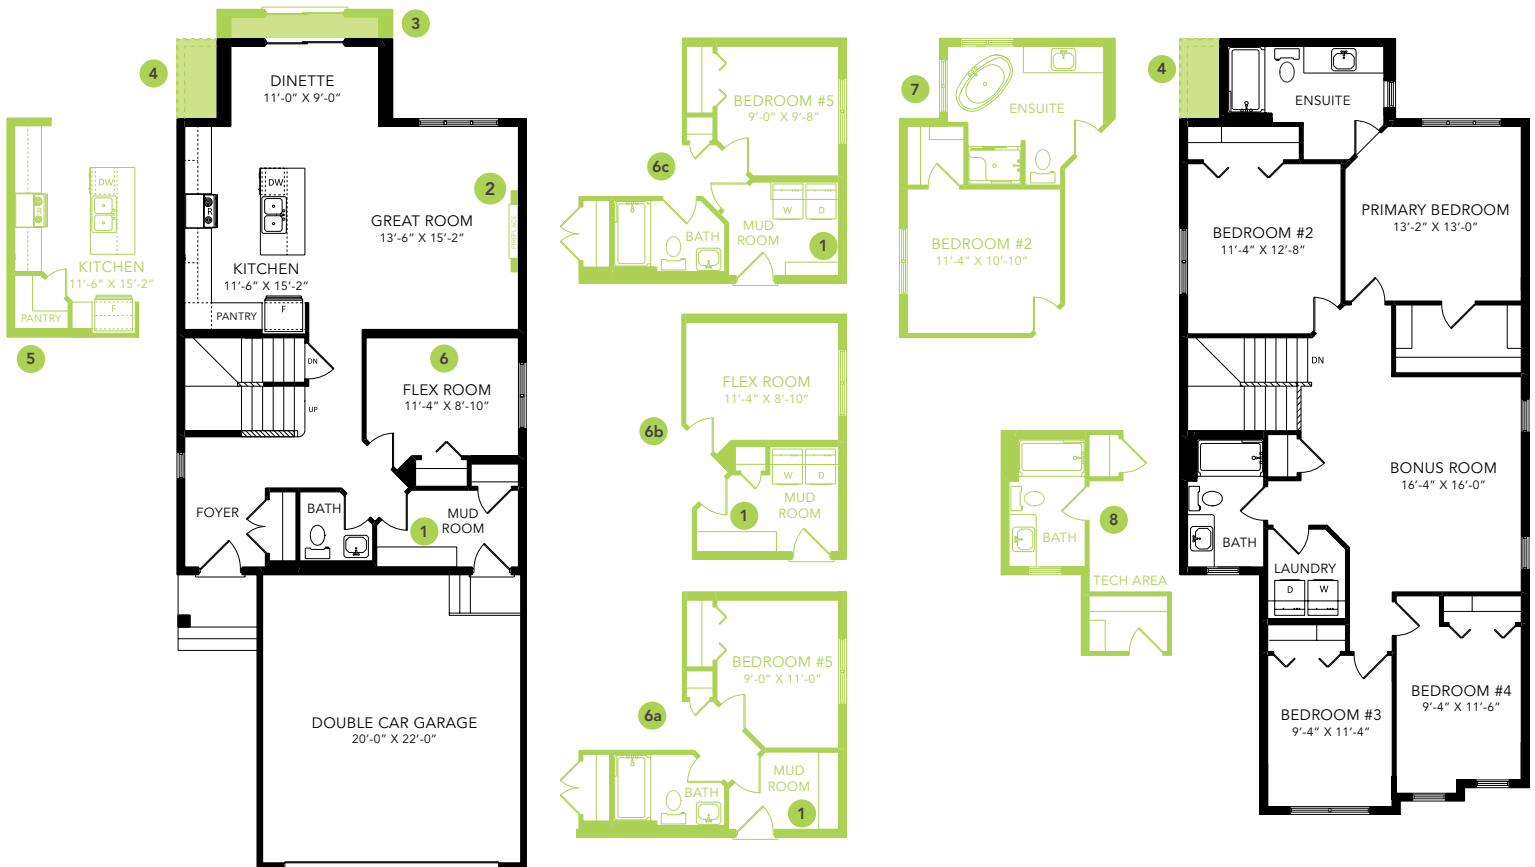 3
4
DINETTE
11'-0" X 9'-0"
DW
R
KITCHEN
11'-6" X 15'-2"
PANTRY
F
5
DW
R
2
GREAT ROOM
13'-6" X 15'-2"
FIREPLACE
KITCHEN
11'-6" X 15'-2"
PANTRY
F
DN
UP
6
FLEX ROOM
11'-4" X 8'-10"
FOYER
BATH
1
MUD
ROOM
DOUBLE CAR GARAGE
20'-0" X 22'-0"
BEDROOM #5
9'-0" X 9'-8"
6c
W
D
BATH
MUD
ROOM
1
FLEX ROOM
11'-4" X 8'-10"
6b
W
D
MUD
ROOM
1
BEDROOM #5
9'-0" X 11'-0"
6a
BATH
MUD
ROOM
1
7
ENSUITE
BEDROOM #2
11'-4" X 10'-10"
8
BATH
TECH AREA
4
ENSUITE
PRIMARY BEDROOM
13'-2" X 13'-0"
BEDROOM #2
11'-4" X 12'-8"
DN
BONUS ROOM
16'-4" X 16'-0"
BATH
LAUNDRY
D
W
BEDROOM #3
9'-4" X 11'-4"
BEDROOM #4
9'-4" X 11'-6"